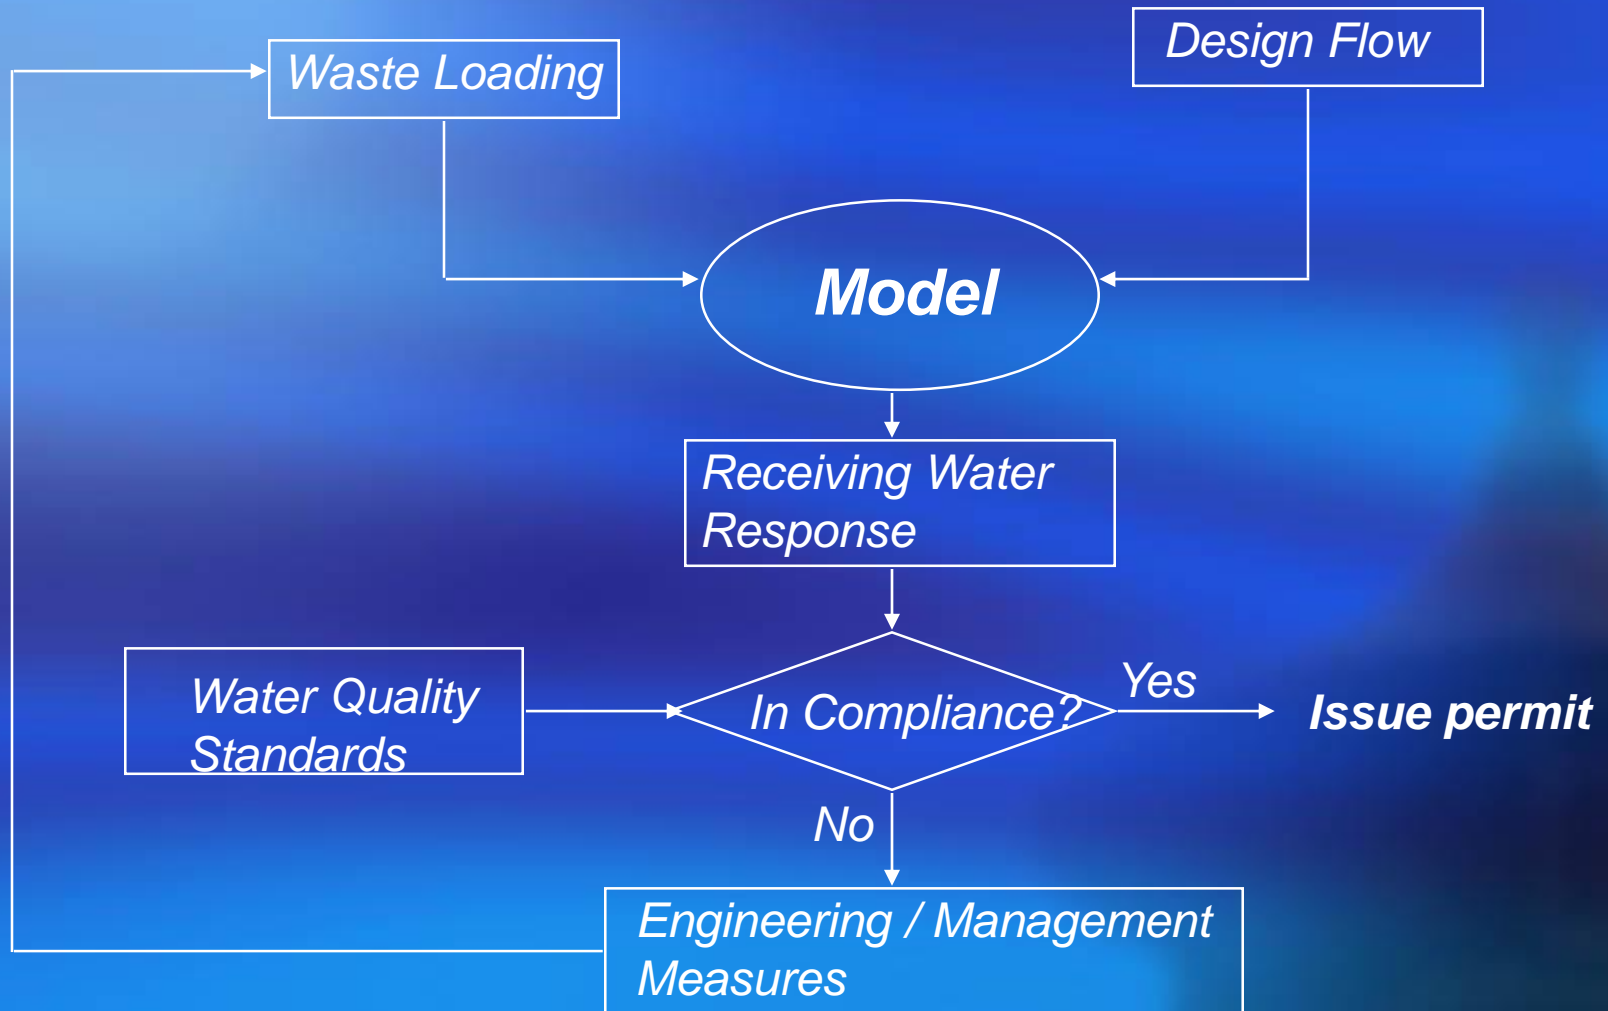 Design Flow
Waste Loading
Model
Receiving Water
Response
Water Quality
Standards
In Compliance?
Yes
Issue permit
No
Engineering / Management
Measures